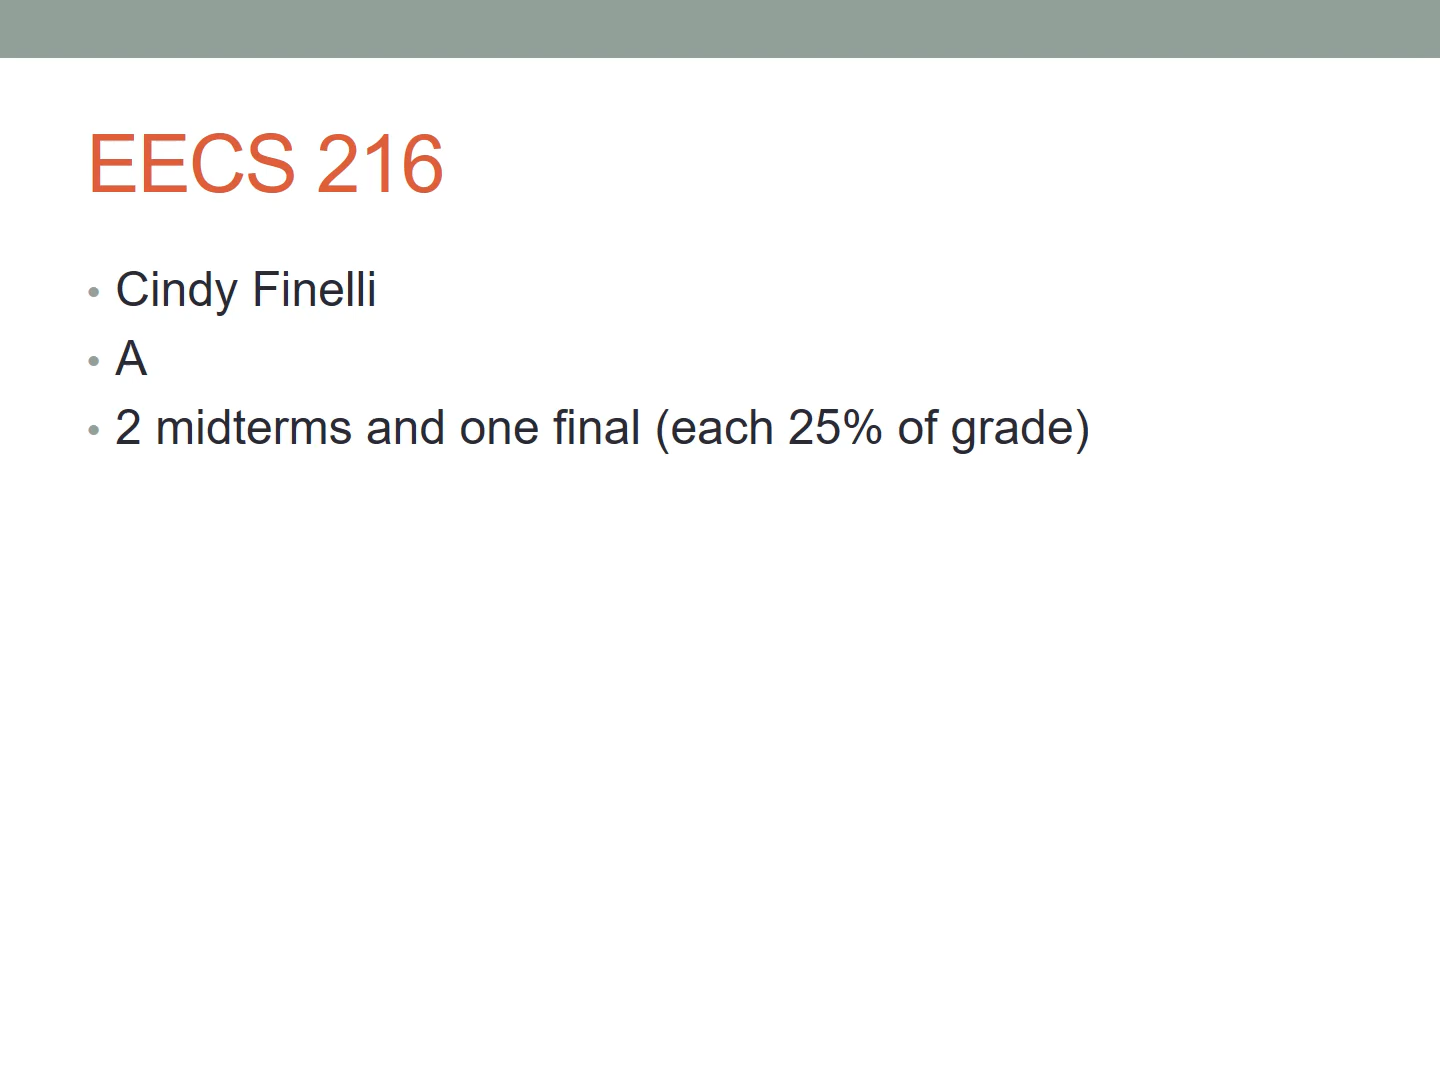 EECS 216
• Cindy Finelli
• A
• 2 midterms and one final (each 25% of grade)